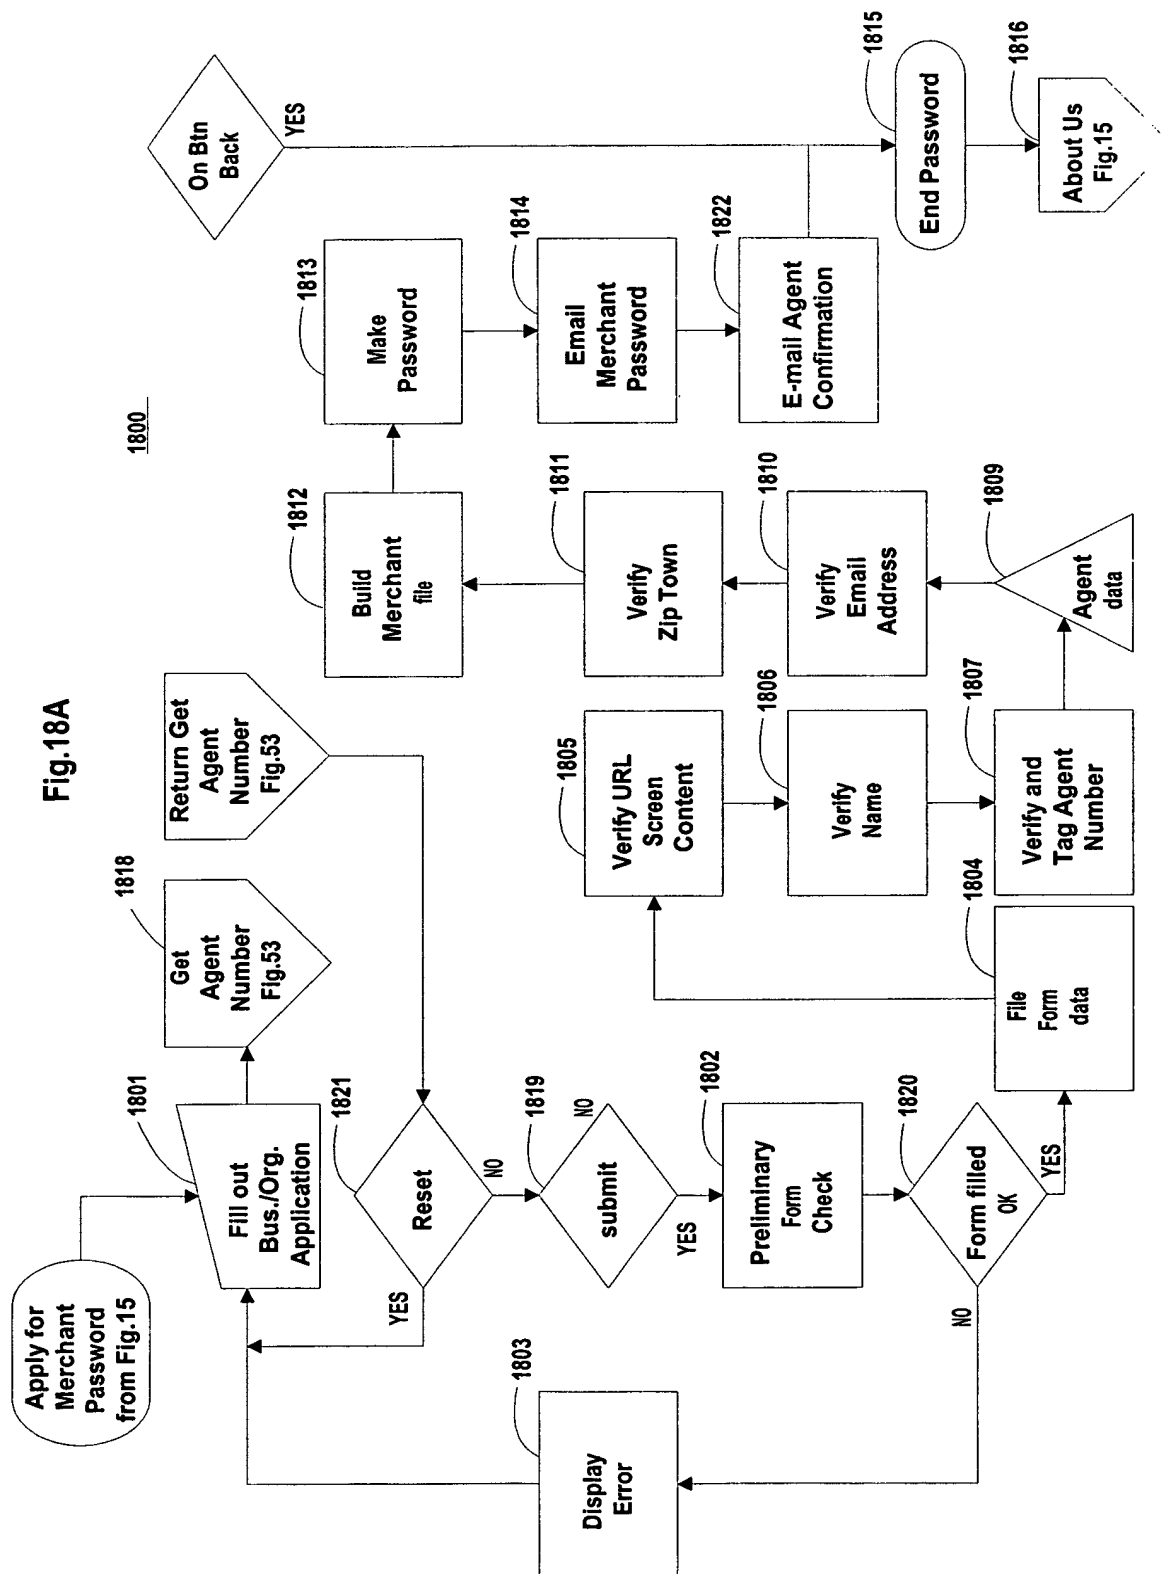 Fig.18A
1800
Apply for
Merchant
Password
from Fig.15
1801
Fill out
Bus./Org.
Application
1818
Get
Agent
Number
Fig.53
Return Get
Agent
Number
Fig.53
1821
Reset
YES
NO
1819
submit
NO
YES
1802
Preliminary
Form
Check
1820
Form filled
OK
NO
YES
1803
Display
Error
1804
File
Form
data
1805
Verify URL
Screen
Content
1806
Verify
Name
1807
Verify and
Tag Agent
Number
1809
Agent
data
1810
Verify
Email
Address
1811
Verify
Zip Town
1812
Build
Merchant
file
1813
Make
Password
1814
Email
Merchant
Password
1822
E-mail Agent
Confirmation
On Btn
Back
YES
1815
End Password
1816
About Us
Fig.15